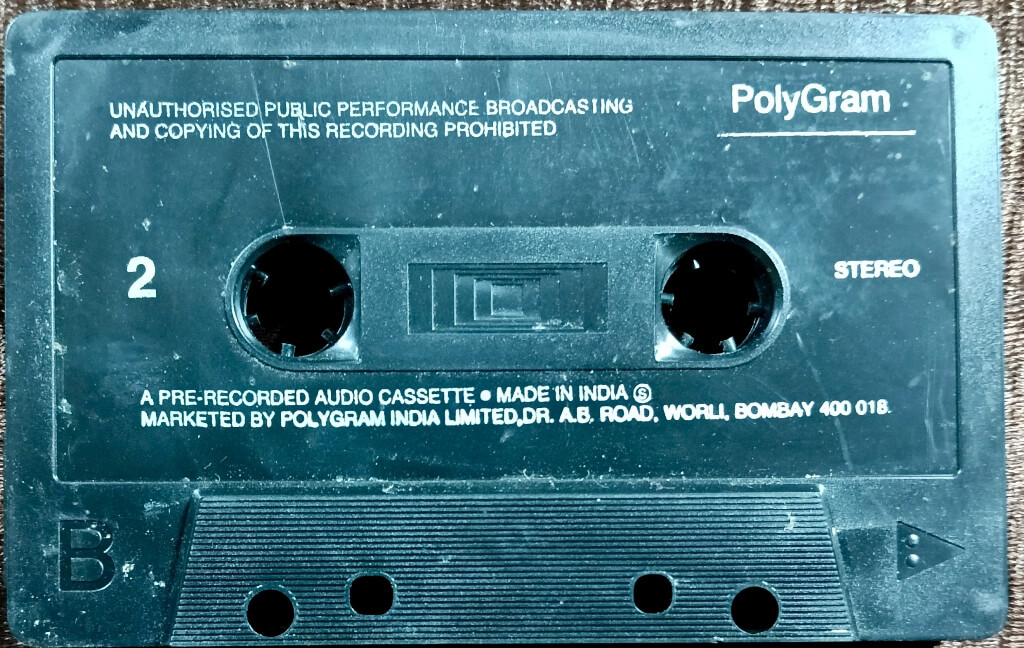 UNAUTHORISED PUBLIC PERFORMANCE BROADCASTING
AND COPYING OF THIS RECORDING PROHIBITED
PolyGram
2
STEREO
A PRE-RECORDED AUDIO CASSETTE ● MADE IN INDIA Ⓢ
MARKETED BY POLYGRAM INDIA LIMITED,DR. A.B. ROAD, WORLI, BOMBAY 400 018.
B